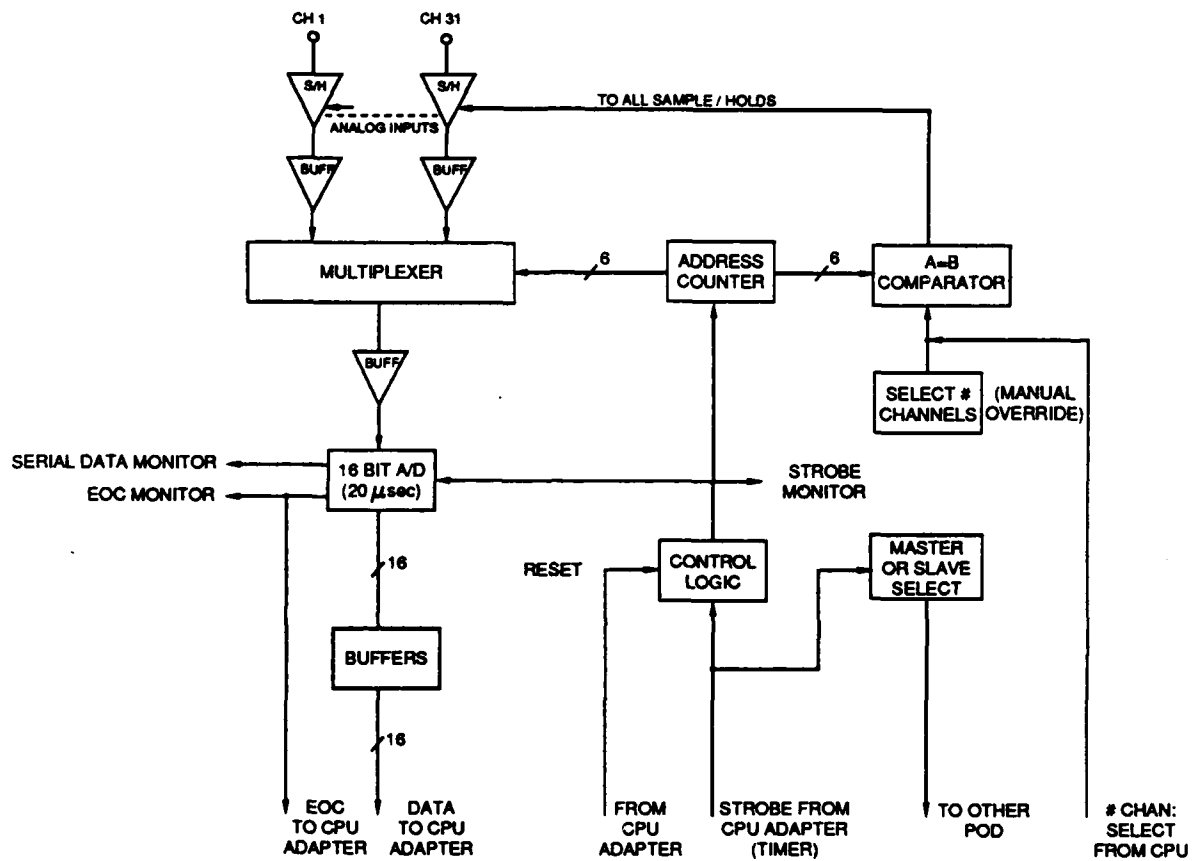 CH 1
CH 31
S/H
S/H
TO ALL SAMPLE / HOLDS
ANALOG INPUTS
BUFF
BUFF
MULTIPLEXER
6
ADDRESS
COUNTER
6
A=B
COMPARATOR
BUFF
SELECT #
CHANNELS
(MANUAL
OVERRIDE)
SERIAL DATA MONITOR
EOC MONITOR
16 BIT A/D
(20 μsec)
STROBE
MONITOR
16
RESET
CONTROL
LOGIC
MASTER
OR SLAVE
SELECT
BUFFERS
16
EOC
TO CPU
ADAPTER
DATA
TO CPU
ADAPTER
FROM
CPU
ADAPTER
STROBE FROM
CPU ADAPTER
(TIMER)
TO OTHER
POD
# CHAN:
SELECT
FROM CPU